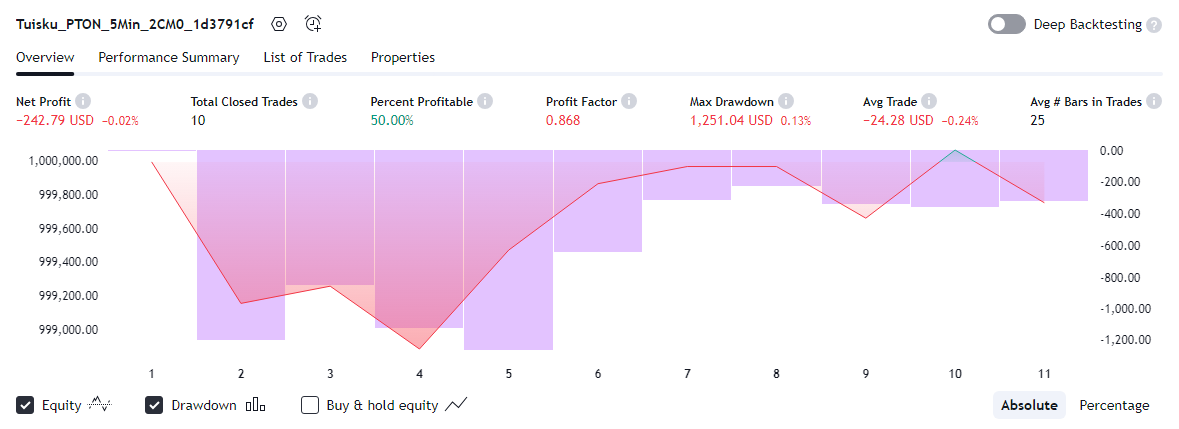 Tuisku_PTON_5Min_2CM0_1d3791cf
Deep Backtesting ?
Overview Performance Summary List of Trades Properties
Net Profit i Total Closed Trades i Percent Profitable i Profit Factor i Max Drawdown i Avg Trade i Avg # Bars in Trades i
−242.79 USD −0.02% 10 50.00% 0.868 1,251.04 USD 0.13% −24.28 USD −0.24% 25
1,000,000.00 0.00
999,800.00 -200.00
999,600.00 -400.00
999,400.00 -600.00
999,200.00 -800.00
999,000.00 -1,000.00
-1,200.00
1 2 3 4 5 6 7 8 9 10 11
Equity Drawdown Buy & hold equity Absolute Percentage